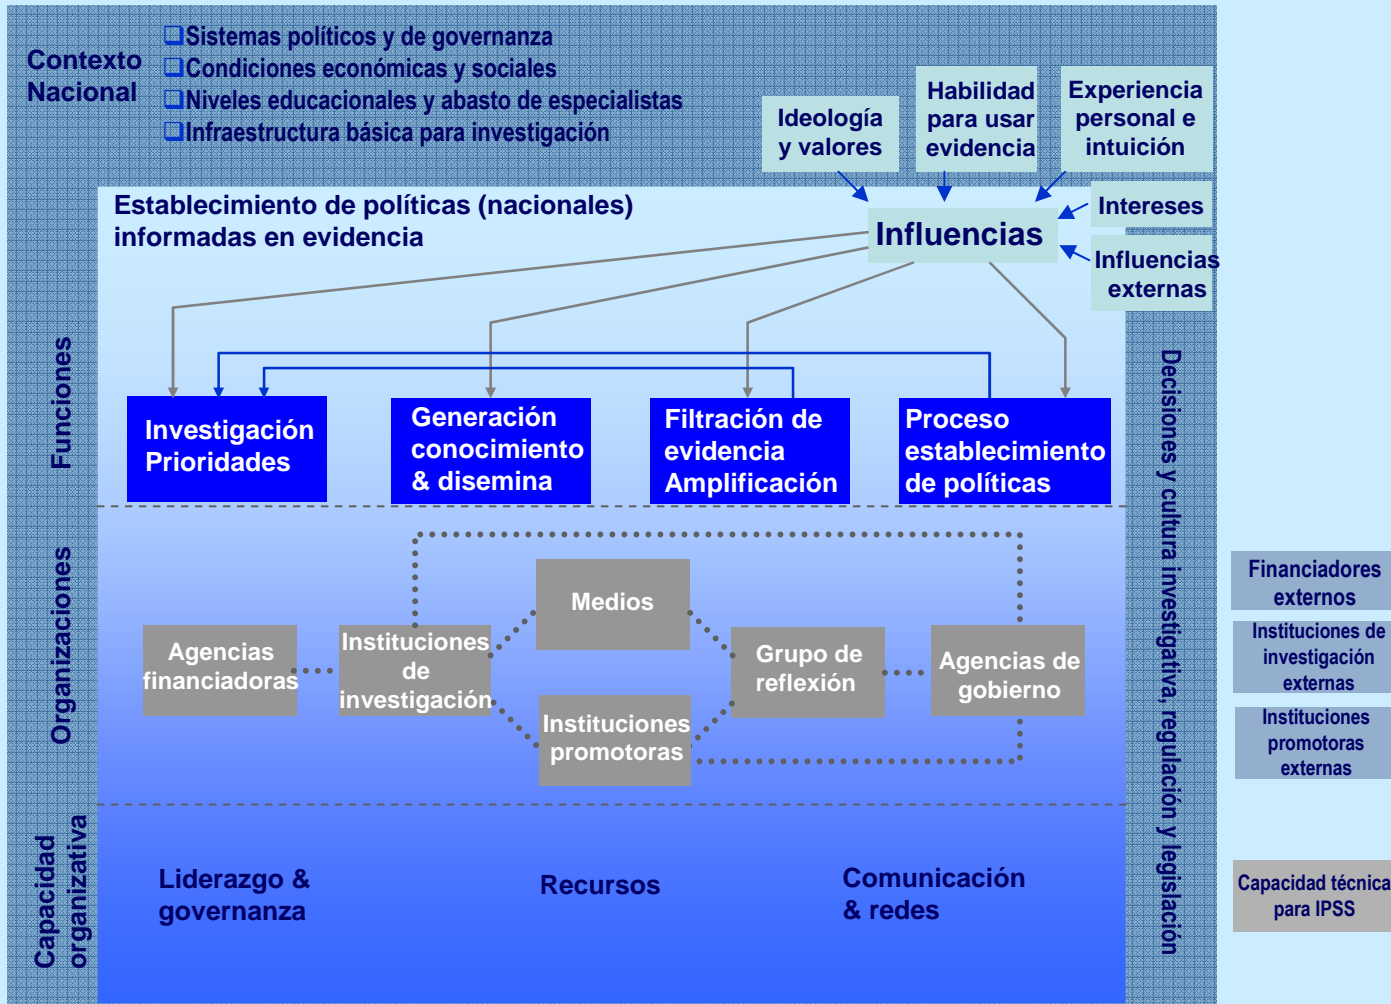 Contexto
Nacional
❑Sistemas políticos y de governanza
❑Condiciones económicas y sociales
❑Niveles educacionales y abasto de especialistas
❑Infraestructura básica para investigación
Ideología
y valores
Habilidad
para usar
evidencia
Experiencia
personal e
intuición
Intereses
Influencias
externas
Influencias
Establecimiento de políticas (nacionales)
informadas en evidencia
Funciones
Investigación
Prioridades
Generación
conocimiento
& disemina
Filtración de
evidencia
Amplificación
Proceso
establecimiento
de políticas
Decisiones y cultura investigativa, regulación y legislación
Organizaciones
Agencias
financiadoras
Instituciones
de
investigación
Medios
Instituciones
promotoras
Grupo de
reflexión
Agencias de
gobierno
Financiadores
externos
Instituciones de
investigación
externas
Instituciones
promotoras
externas
Capacidad
organizativa
Liderazgo &
governanza
Recursos
Comunicación
& redes
Capacidad técnica
para IPSS